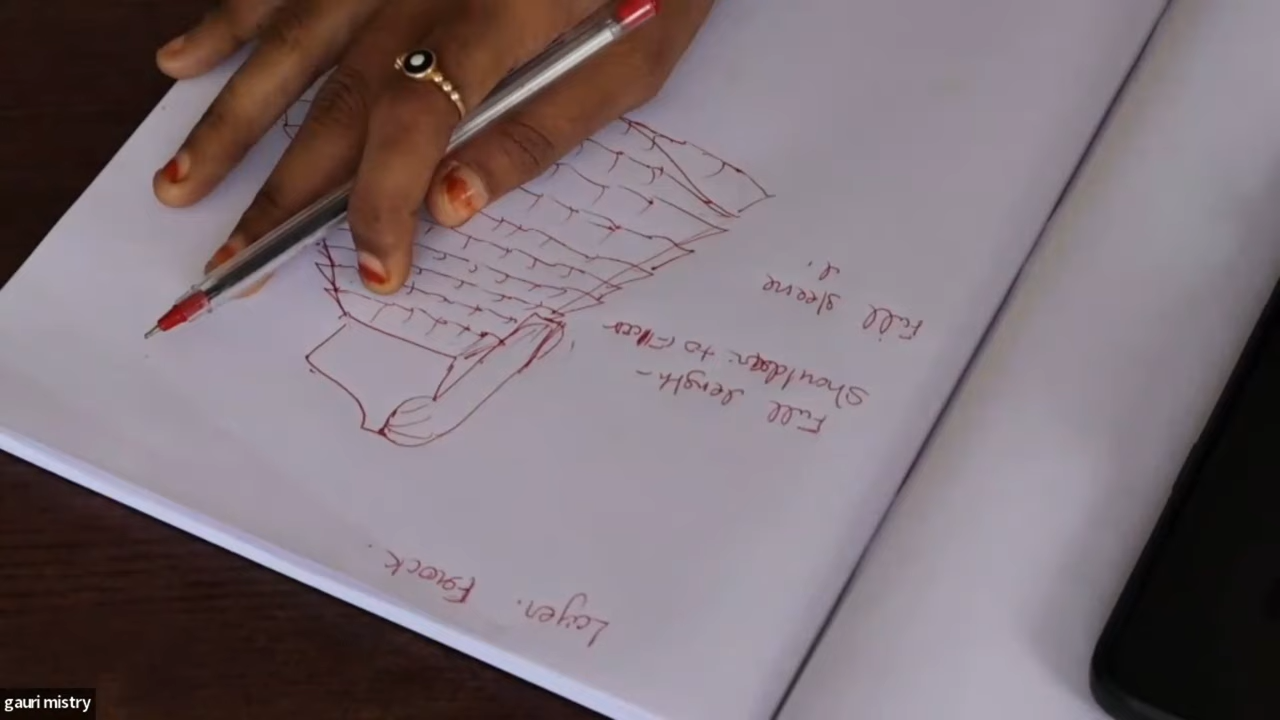 Layer. Frock.
Full length -
Shoulder to Floor
Full sleeve
gauri mistry